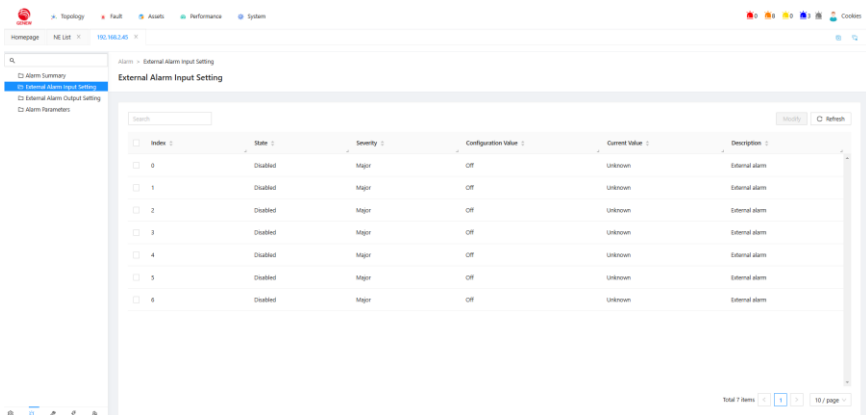 GENEW
Topology Fault Assets Performance System
0 0 0 3 Cookies
Homepage NE List × 192.168.2.45 ×
Alarm Summary
External Alarm Input Setting
External Alarm Output Setting
Alarm Parameters
Alarm > External Alarm Input Setting
External Alarm Input Setting
Search Modify Refresh
Index State Severity Configuration Value Current Value Description
0 Disabled Major Off Unknown External alarm
1 Disabled Major Off Unknown External alarm
2 Disabled Major Off Unknown External alarm
3 Disabled Major Off Unknown External alarm
4 Disabled Major Off Unknown External alarm
5 Disabled Major Off Unknown External alarm
6 Disabled Major Off Unknown External alarm
Total 7 items < 1 > 10 / page